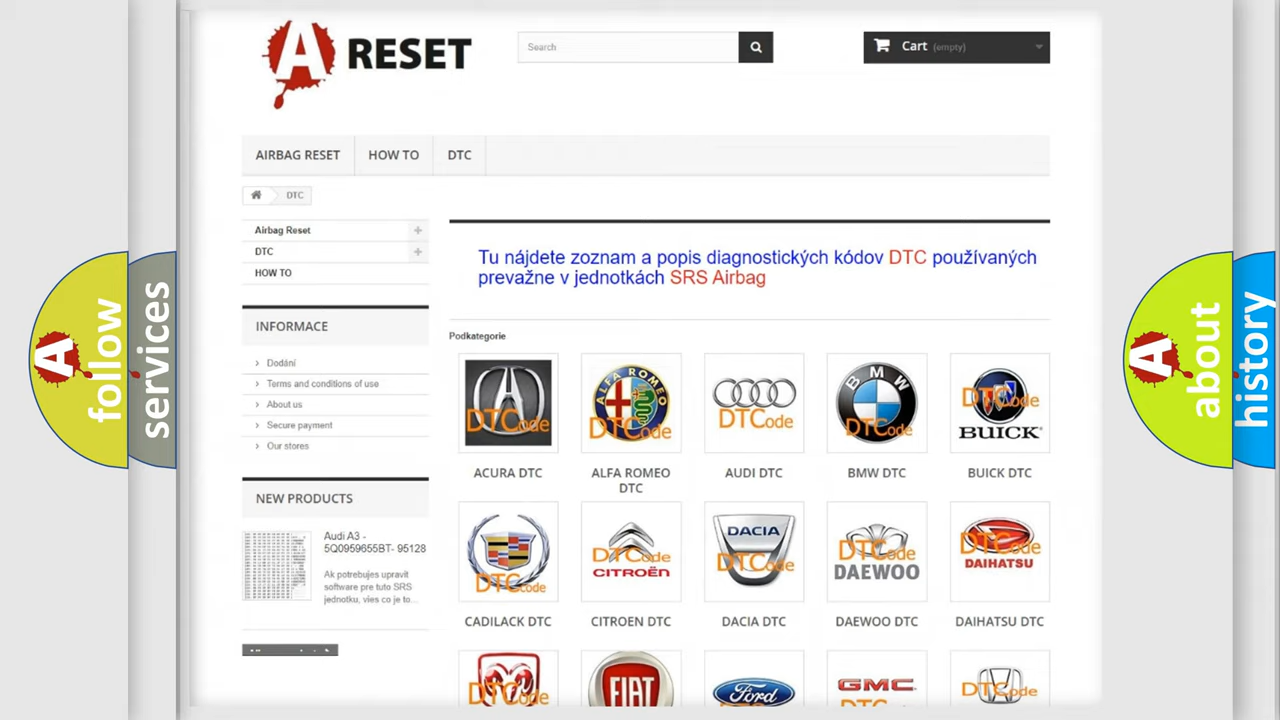 A RESET
Search
Cart (empty)
AIRBAG RESET
HOW TO
DTC
DTC
Airbag Reset
DTC
HOW TO
Tu nájdete zoznam a popis diagnostických kódov DTC používaných
prevažne v jednotkách SRS Airbag
INFORMACE
Dodání
Terms and conditions of use
About us
Secure payment
Our stores
NEW PRODUCTS
Audi A3 -
5Q0959655BT- 95128
Ak potrebujes upravit
software pre tuto SRS
jednotku, vies co je to...
Podkategorie
DTCode
ALFA ROMEO
DTCode
DTCode
BMW
DTCode
DTCode
BUICK
ACURA DTC
ALFA ROMEO
DTC
AUDI DTC
BMW DTC
BUICK DTC
DTCode
DTCode
CITROËN
DACIA
DTCode
DTCode
DAEWOO
DTCode
DAIHATSU
CADILACK DTC
CITROEN DTC
DACIA DTC
DAEWOO DTC
DAIHATSU DTC
DTCode
FIAT
Ford
GMC
DTCode
A follow
services
A about
history